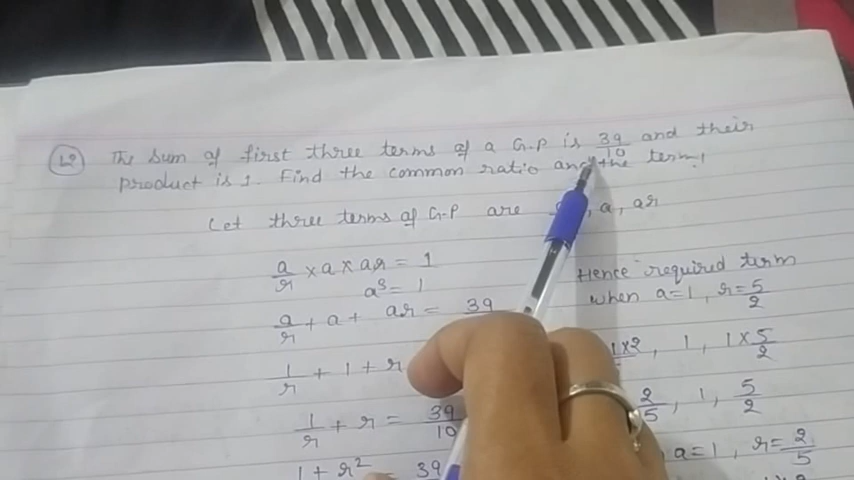 12 The sum of first three terms of a G.P is 39/10 and their
product is 1. Find the common ratio and the term!
Let three terms of G.P are , a, ar
a/r × a × ar = 1
a³ = 1
a/r + a + ar = 39
1/r + 1 + r
1/r + r = 39/10
1 + r² 39
Hence required term
when a=1, r=5/2
1×2, 1, 1×5/2
2/5, 1, 5/2
a=1, r=2/5